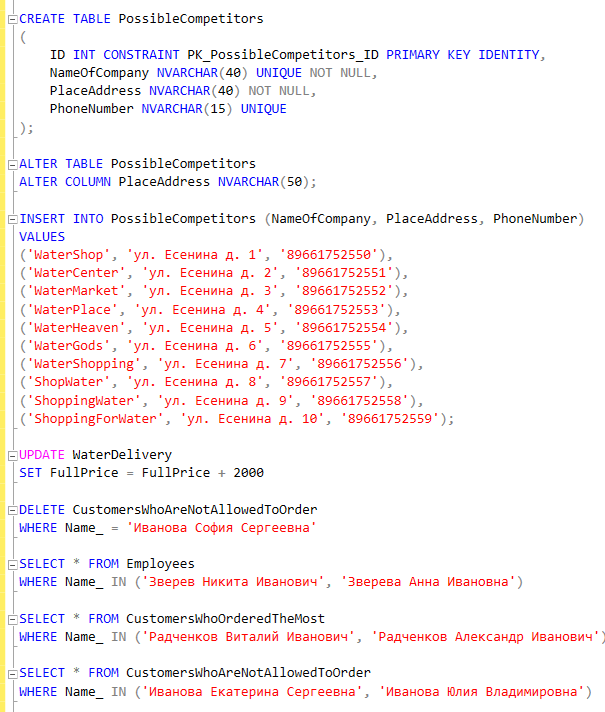 CREATE TABLE PossibleCompetitors
(
    ID INT CONSTRAINT PK_PossibleCompetitors_ID PRIMARY KEY IDENTITY,
    NameOfCompany NVARCHAR(40) UNIQUE NOT NULL,
    PlaceAddress NVARCHAR(40) NOT NULL,
    PhoneNumber NVARCHAR(15) UNIQUE
);
ALTER TABLE PossibleCompetitors
ALTER COLUMN PlaceAddress NVARCHAR(50);
INSERT INTO PossibleCompetitors (NameOfCompany, PlaceAddress, PhoneNumber)
VALUES
('WaterShop', 'ул. Есенина д. 1', '89661752550'),
('WaterCenter', 'ул. Есенина д. 2', '89661752551'),
('WaterMarket', 'ул. Есенина д. 3', '89661752552'),
('WaterPlace', 'ул. Есенина д. 4', '89661752553'),
('WaterHeaven', 'ул. Есенина д. 5', '89661752554'),
('WaterGods', 'ул. Есенина д. 6', '89661752555'),
('WaterShopping', 'ул. Есенина д. 7', '89661752556'),
('ShopWater', 'ул. Есенина д. 8', '89661752557'),
('ShoppingWater', 'ул. Есенина д. 9', '89661752558'),
('ShoppingForWater', 'ул. Есенина д. 10', '89661752559');
UPDATE WaterDelivery
SET FullPrice = FullPrice + 2000
DELETE CustomersWhoAreNotAllowedToOrder
WHERE Name_ = 'Иванова София Сергеевна'
SELECT * FROM Employees
WHERE Name_ IN ('Зверев Никита Иванович', 'Зверева Анна Ивановна')
SELECT * FROM CustomersWhoOrderedTheMost
WHERE Name_ IN ('Радченков Виталий Иванович', 'Радченков Александр Иванович')
SELECT * FROM CustomersWhoAreNotAllowedToOrder
WHERE Name_ IN ('Иванова Екатерина Сергеевна', 'Иванова Юлия Владимировна')